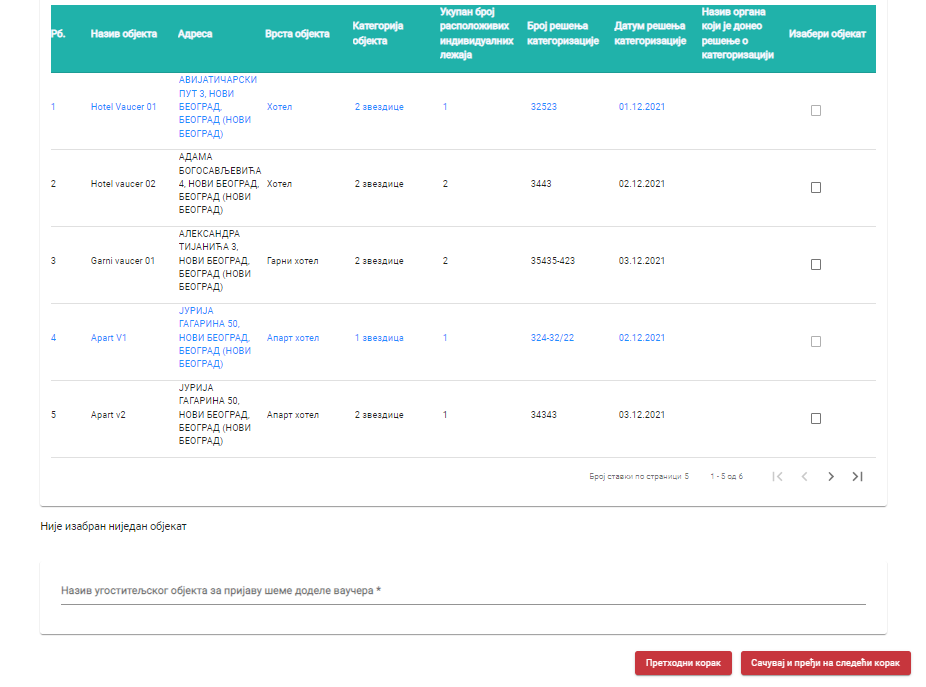 Рб. Назив објекта Адреса Врста објекта Категорија објекта Укупан број расположивих индивидуалних лежаја Број решења категоризације Датум решења категоризације Назив органа који је донео решење о категоризацији Изабери објекат
1 Hotel Vaucer 01 АВИЈАТИЧАРСКИ ПУТ 3, НОВИ БЕОГРАД, БЕОГРАД (НОВИ БЕОГРАД) Хотел 2 звездице 1 32523 01.12.2021
2 Hotel vaucer 02 АДАМА БОГОСАВЉЕВИЋА 4, НОВИ БЕОГРАД, БЕОГРАД (НОВИ БЕОГРАД) Хотел 2 звездице 2 3443 02.12.2021
3 Garni vaucer 01 АЛЕКСАНДРА ТИЈАНИЋА 3, НОВИ БЕОГРАД, БЕОГРАД (НОВИ БЕОГРАД) Гарни хотел 2 звездице 2 35435-423 03.12.2021
4 Apart V1 ЈУРИЈА ГАГАРИНА 50, НОВИ БЕОГРАД, БЕОГРАД (НОВИ БЕОГРАД) Апарт хотел 1 звездица 1 324-32/22 02.12.2021
5 Apart v2 ЈУРИЈА ГАГАРИНА 50, НОВИ БЕОГРАД, БЕОГРАД (НОВИ БЕОГРАД) Апарт хотел 2 звездице 1 34343 03.12.2021
Број ставки по страници 5 1 - 5 од 6
Није изабран ниједан објекат
Назив угоститељског објекта за пријаву шеме доделе ваучера *
Претходни корак Сачувај и пређи на следећи корак